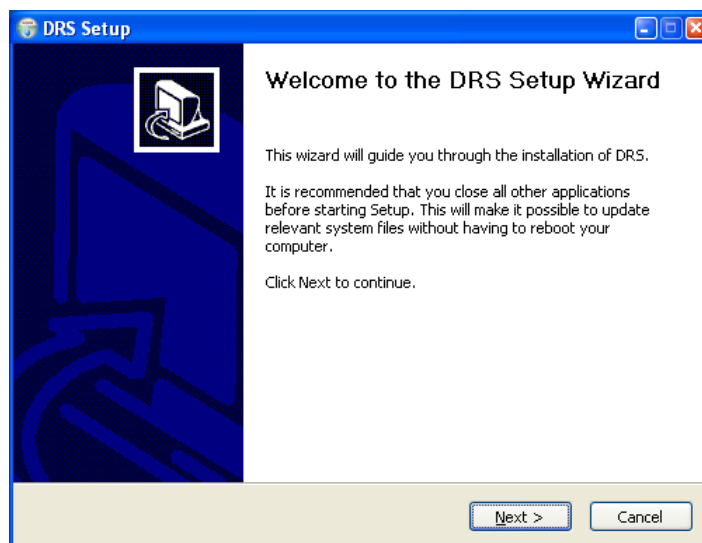 DRS Setup
Welcome to the DRS Setup Wizard
This wizard will guide you through the installation of DRS.
It is recommended that you close all other applications
before starting Setup. This will make it possible to update
relevant system files without having to reboot your
computer.
Click Next to continue.
Next >
Cancel